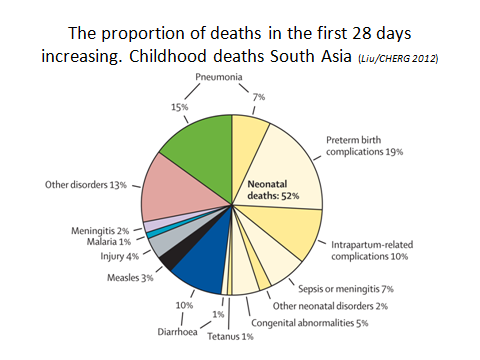 The proportion of deaths in the first 28 days
increasing. Childhood deaths South Asia (Liu/CHERG 2012)
Pneumonia
15%
7%
Preterm birth
complications 19%
Neonatal
deaths: 52%
Other disorders 13%
Intrapartum-related
complications 10%
Meningitis 2%
Malaria 1%
Injury 4%
Measles 3%
Sepsis or meningitis 7%
Other neonatal disorders 2%
10%
1%
Congenital abnormalities 5%
Diarrhoea
Tetanus 1%